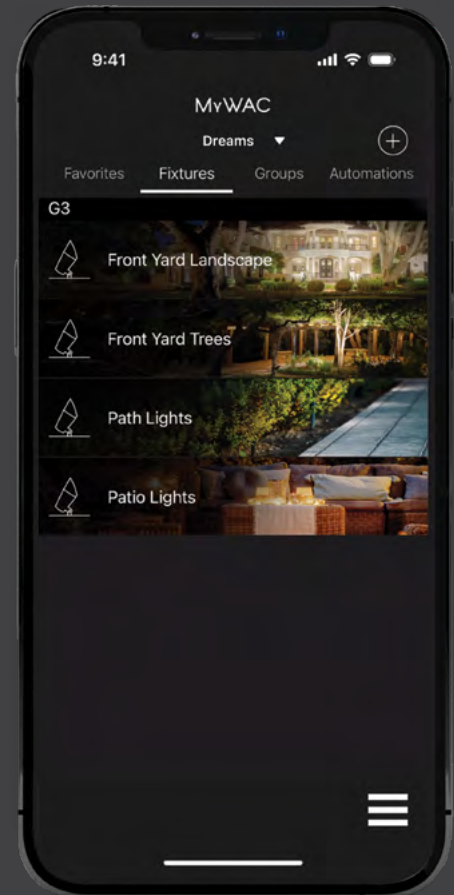 9:41
MyWAC
Dreams
Favorites Fixtures Groups Automations
G3
Front Yard Landscape
Front Yard Trees
Path Lights
Patio Lights